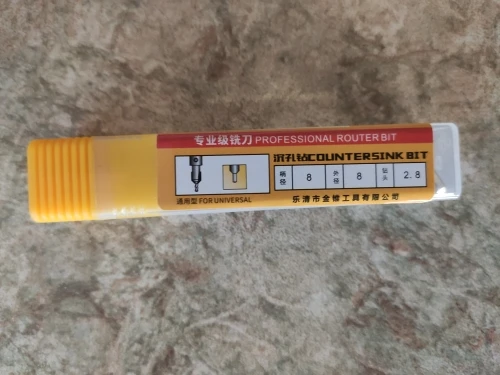 专业级铣刀 PROFESSIONAL ROUTER BIT
沉孔钻COUNTERSINK BIT
柄径 8 外径 8 钻头 2.8
通用型 FOR UNIVERSAL
乐清市金榆工具有限公司